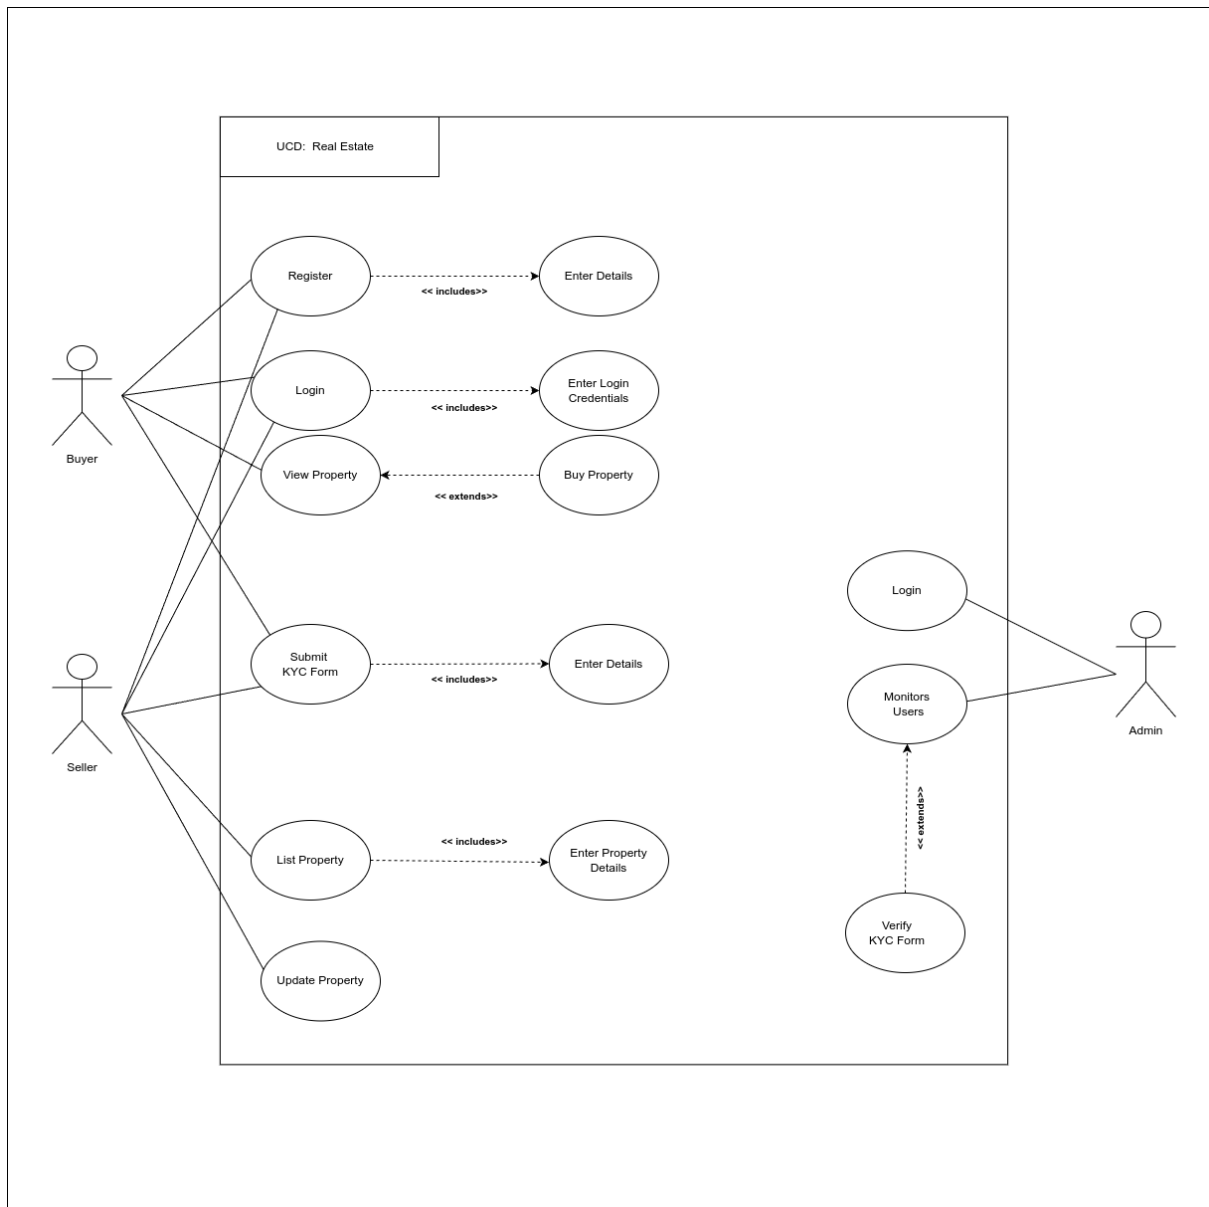 UCD: Real Estate
Register
<< includes>>
Enter Details
Login
<< includes>>
Enter Login
Credentials
Buyer
View Property
<< extends>>
Buy Property
Login
Submit
KYC Form
<< includes>>
Enter Details
Monitors
Users
Admin
Seller
<< extends>>
List Property
<< includes>>
Enter Property
Details
Verify
KYC Form
Update Property